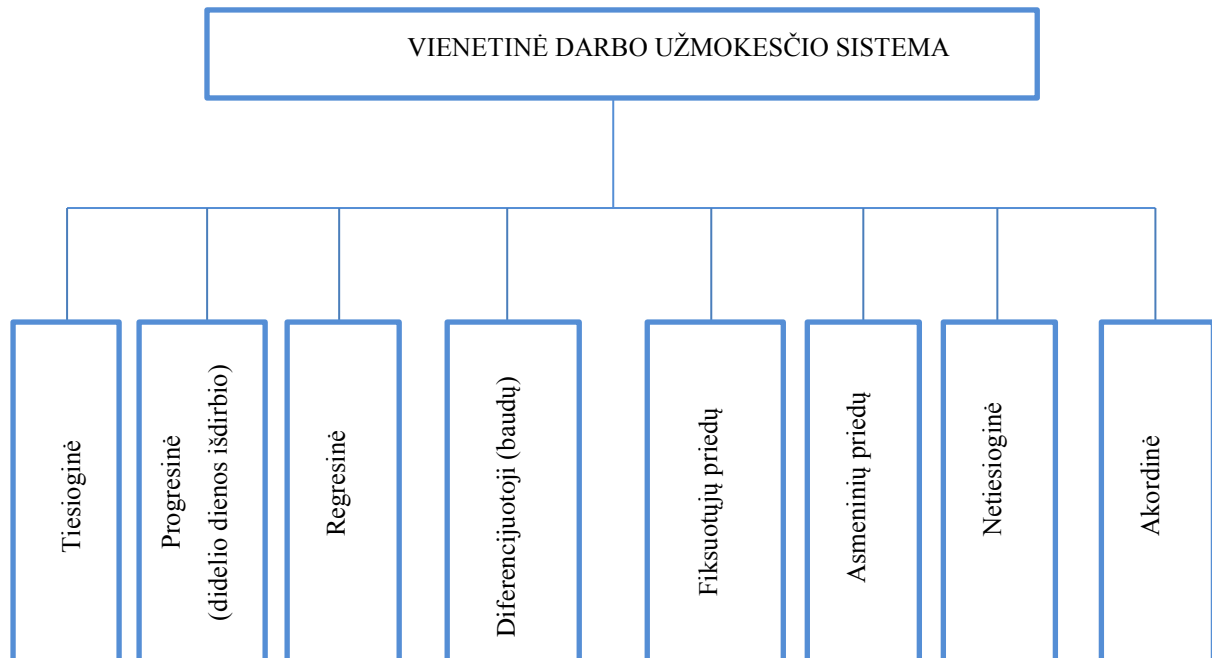 VIENETINĖ DARBO UŽMOKESČIO SISTEMA
Tiesioginė
Progresinė
(didelio dienos išdirbio)
Regresinė
Diferencijuotoji (baudų)
Fiksuotųjų priedų
Asmeninių priedų
Netiesioginė
Akordinė